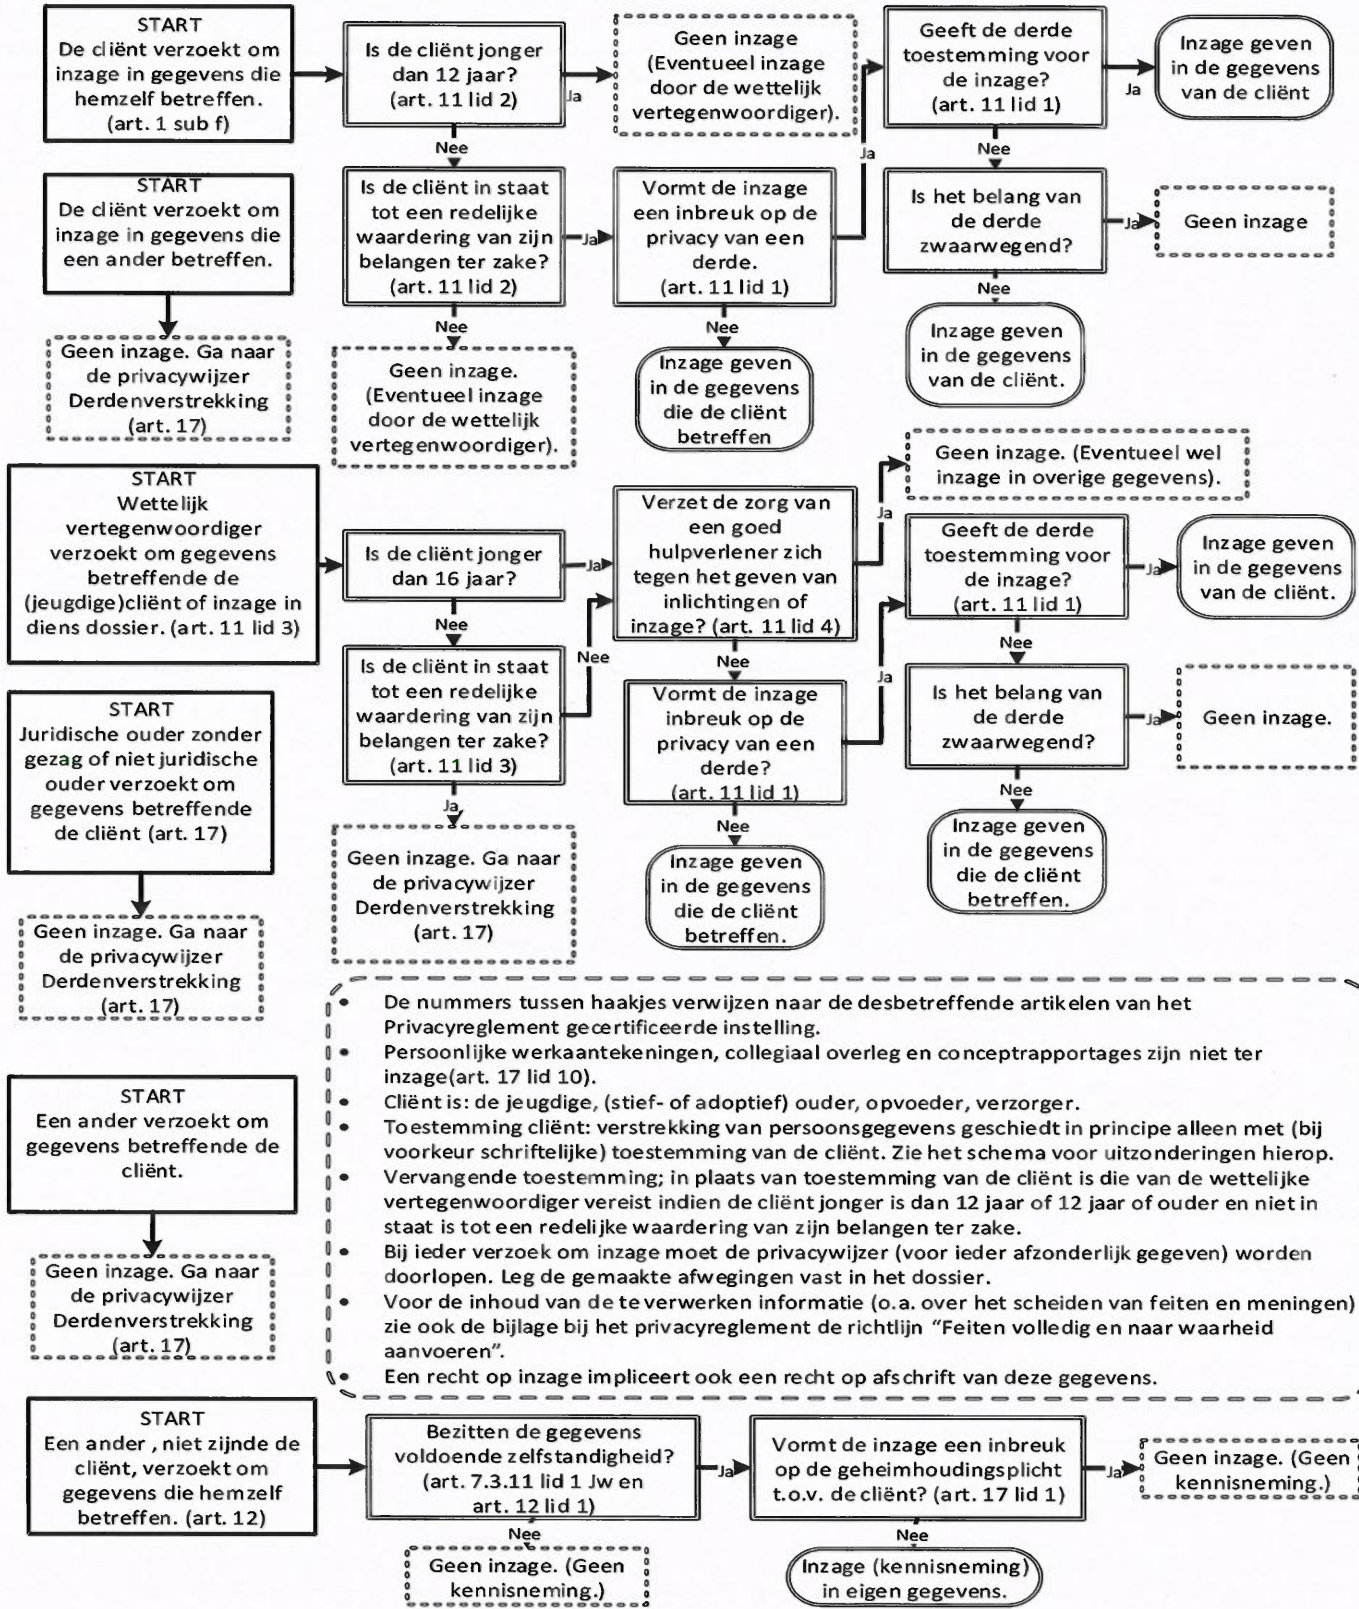 START
De cliënt verzoekt om
inzage in gegevens die
hemzelf betreffen.
(art. 1 sub f)
Is de cliënt jonger
dan 12 jaar?
(art. 11 lid 2)
Ja
Geen inzage
(Eventueel inzage
door de wettelijk
vertegenwoordiger).
Geeft de derde
toestemming voor
de inzage?
(art. 11 lid 1)
Ja
Inzage geven
in de gegevens
van de cliënt
Nee
Nee
Ja
START
De cliënt verzoekt om
inzage in gegevens die
een ander betreffen.
Is de cliënt in staat
tot een redelijke
waardering van zijn
belangen ter zake?
(art. 11 lid 2)
Ja
Vormt de inzage
een inbreuk op de
privacy van een
derde.
(art. 11 lid 1)
Is het belang van
de derde
zwaarwegend?
Ja
Geen inzage
Nee
Nee
Nee
Geen inzage. Ga naar
de privacywijzer
Derdenverstrekking
(art. 17)
Geen inzage.
(Eventueel inzage
door de wettelijk
vertegenwoordiger).
Inzage geven
in de gegevens
die de cliënt
betreffen
Inzage geven
in de gegevens
van de cliënt.
START
Wettelijk
vertegenwoordiger
verzoekt om gegevens
betreffende de
(jeugdige)cliënt of inzage in
diens dossier. (art. 11 lid 3)
Is de cliënt jonger
dan 16 jaar?
Ja
Verzet de zorg van
een goed
hulpverlener zich
tegen het geven van
inlichtingen of
inzage? (art. 11 lid 4)
Ja
Geen inzage. (Eventueel wel
inzage in overige gegevens).
Geeft de derde
toestemming voor
de inzage?
(art. 11 lid 1)
Ja
Inzage geven
in de gegevens
van de cliënt.
Nee
Nee
Nee
Nee
Ja
START
Juridische ouder zonder
gezag of niet juridische
ouder verzoekt om
gegevens betreffende
de cliënt (art. 17)
Is de cliënt in staat
tot een redelijke
waardering van zijn
belangen ter zake?
(art. 11 lid 3)
Vormt de inzage
inbreuk op de
privacy van een
derde?
(art. 11 lid 1)
Is het belang van
de derde
zwaarwegend?
Ja
Geen inzage.
Ja
Nee
Nee
Geen inzage. Ga naar
de privacywijzer
Derdenverstrekking
(art. 17)
Geen inzage. Ga naar
de privacywijzer
Derdenverstrekking
(art. 17)
Inzage geven
in de gegevens
die de cliënt
betreffen.
Inzage geven
in de gegevens
die de cliënt
betreffen.
• De nummers tussen haakjes verwijzen naar de desbetreffende artikelen van het
Privacyreglement gecertificeerde instelling.
• Persoonlijke werkaantekeningen, collegiaal overleg en conceptrapportages zijn niet ter
inzage(art. 17 lid 10).
• Cliënt is: de jeugdige, (stief- of adoptief) ouder, opvoeder, verzorger.
• Toestemming cliënt: verstrekking van persoonsgegevens geschiedt in principe alleen met (bij
voorkeur schriftelijke) toestemming van de cliënt. Zie het schema voor uitzonderingen hierop.
• Vervangende toestemming; in plaats van toestemming van de cliënt is die van de wettelijke
vertegenwoordiger vereist indien de cliënt jonger is dan 12 jaar of 12 jaar of ouder en niet in
staat is tot een redelijke waardering van zijn belangen ter zake.
• Bij ieder verzoek om inzage moet de privacywijzer (voor ieder afzonderlijk gegeven) worden
doorlopen. Leg de gemaakte afwegingen vast in het dossier.
• Voor de inhoud van de te verwerken informatie (o.a. over het scheiden van feiten en meningen)
zie ook de bijlage bij het privacyreglement de richtlijn “Feiten volledig en naar waarheid
aanvoeren”.
• Een recht op inzage impliceert ook een recht op afschrift van deze gegevens.
START
Een ander verzoekt om
gegevens betreffende de
cliënt.
Geen inzage. Ga naar
de privacywijzer
Derdenverstrekking
(art. 17)
START
Een ander , niet zijnde de
cliënt, verzoekt om
gegevens die hemzelf
betreffen. (art. 12)
Bezitten de gegevens
voldoende zelfstandigheid?
(art. 7.3.11 lid 1 Jw en
art. 12 lid 1)
Ja
Vormt de inzage een inbreuk
op de geheimhoudingsplicht
t.o.v. de cliënt? (art. 17 lid 1)
Ja
Geen inzage. (Geen
kennisneming.)
Nee
Nee
Geen inzage. (Geen
kennisneming.)
Inzage (kennisneming)
in eigen gegevens.